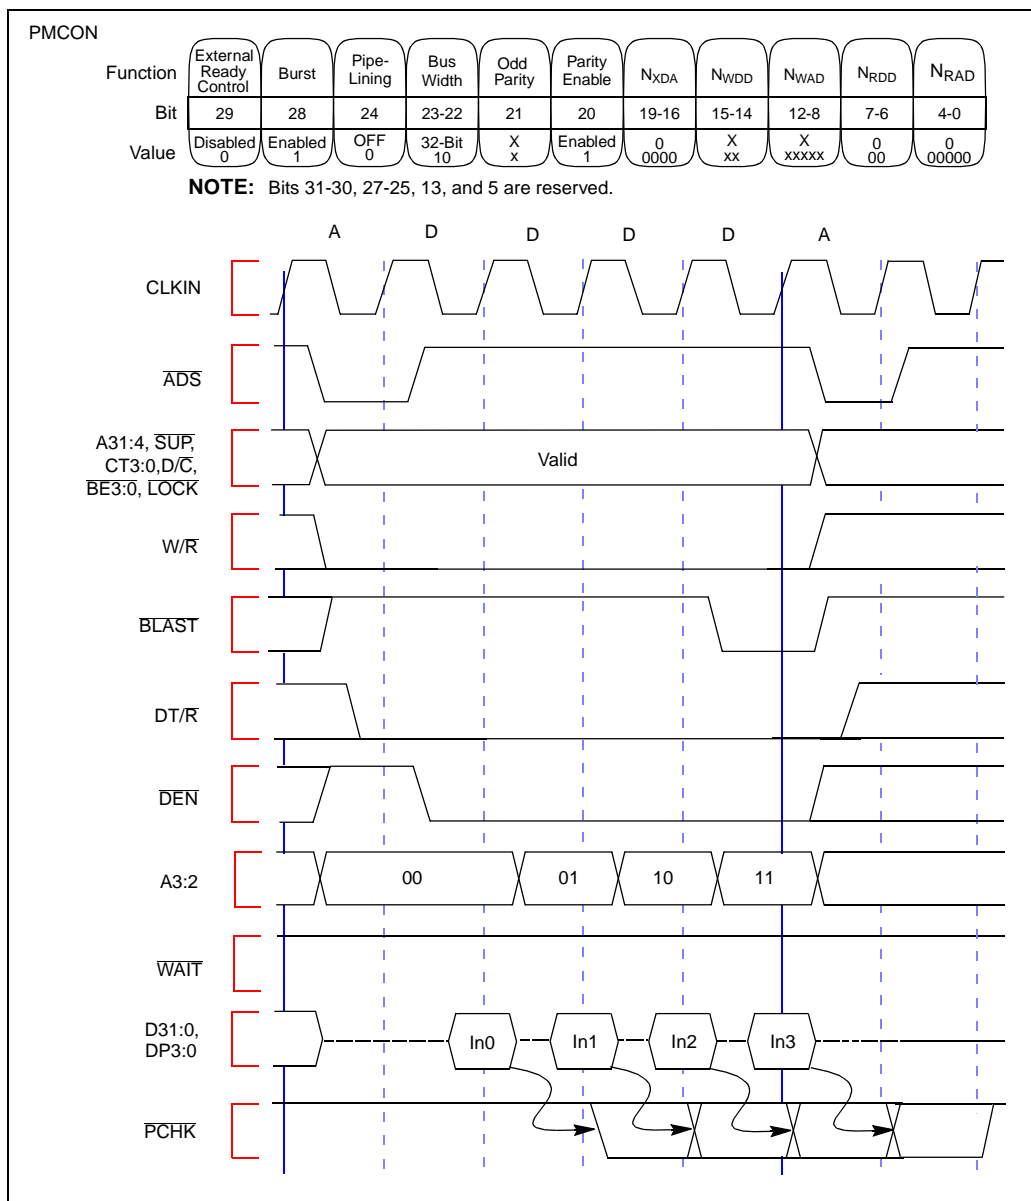 PMCON
Function External Ready Control Burst Pipe-Lining Bus Width Odd Parity Parity Enable NXDA NWDD NWAD NRDD NRAD
Bit 29 28 24 23-22 21 20 19-16 15-14 12-8 7-6 4-0
Value Disabled 0 Enabled 1 OFF 0 32-Bit 10 X x Enabled 1 0 0000 X xx X xxxxx 0 00 0 00000
NOTE: Bits 31-30, 27-25, 13, and 5 are reserved.
A D D D D A
CLKIN
ADS
A31:4, SUP,
CT3:0,D/C,
BE3:0, LOCK
Valid
W/R
BLAST
DT/R
DEN
A3:2 00 01 10 11
WAIT
D31:0,
DP3:0
In0 In1 In2 In3
PCHK